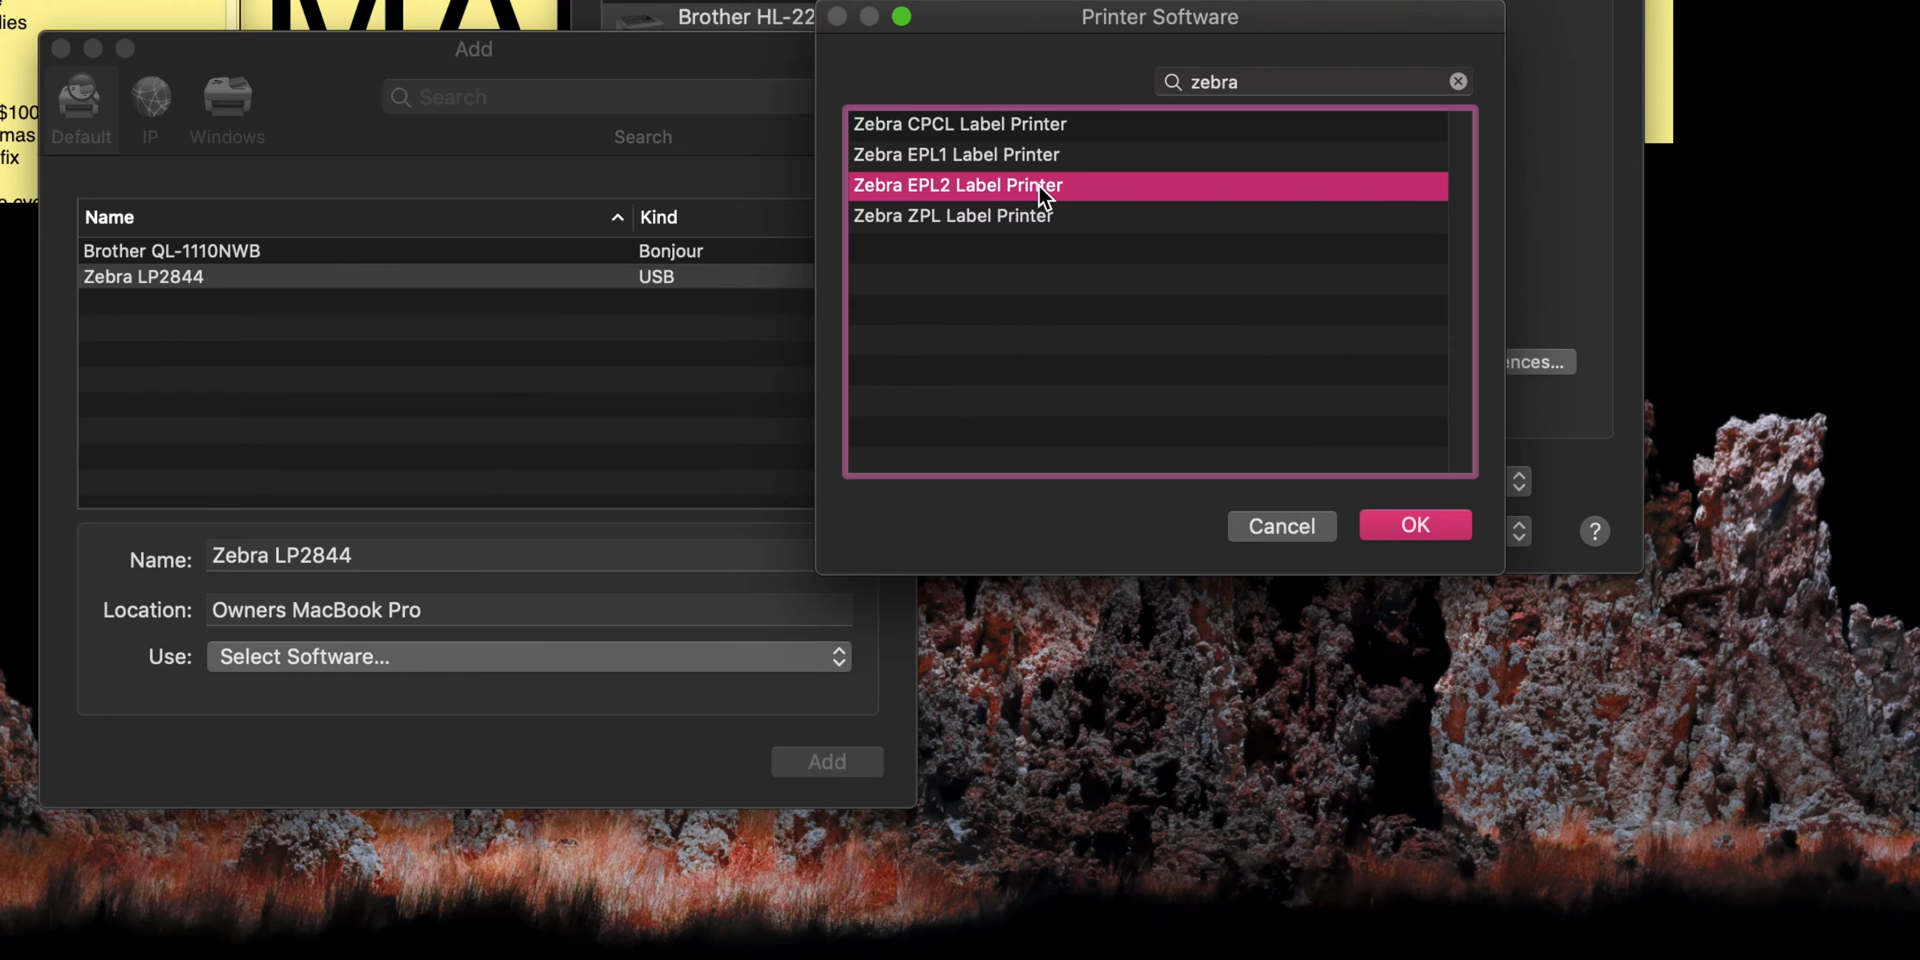 lies
$100
mas
fix
Brother HL-22
Add
Default
IP
Windows
Search
Search
Name
Kind
Brother QL-1110NWB
Bonjour
Zebra LP2844
USB
Name:
Zebra LP2844
Location:
Owners MacBook Pro
Use:
Select Software...
Add
Printer Software
zebra
Zebra CPCL Label Printer
Zebra EPL1 Label Printer
Zebra EPL2 Label Printer
Zebra ZPL Label Printer
Cancel
OK
ences...
?